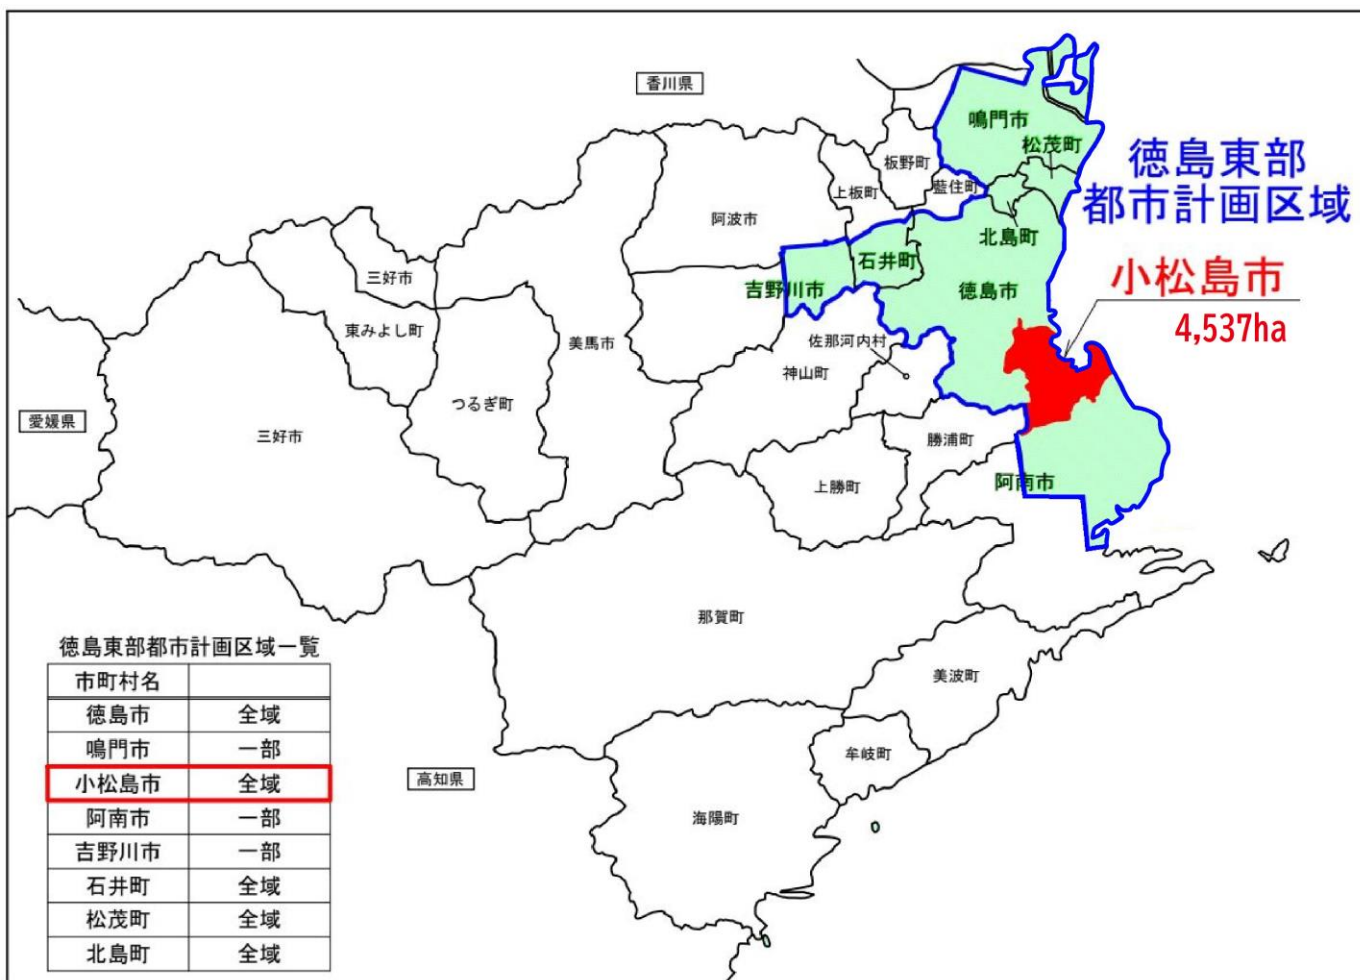 香川県
鳴門市
松茂町
板野町
藍住町
上板町
徳島東部
都市計画区域
阿波市
北島町
石井町
吉野川市
徳島市
小松島市
4,537ha
三好市
東みよし町
美馬市
佐那河内村
神山町
つるぎ町
愛媛県
三好市
勝浦町
上勝町
阿南市
那賀町
美波町
牟岐町
高知県
海陽町
徳島東部都市計画区域一覧
市町村名
徳島市 全域
鳴門市 一部
小松島市 全域
阿南市 一部
吉野川市 一部
石井町 全域
松茂町 全域
北島町 全域